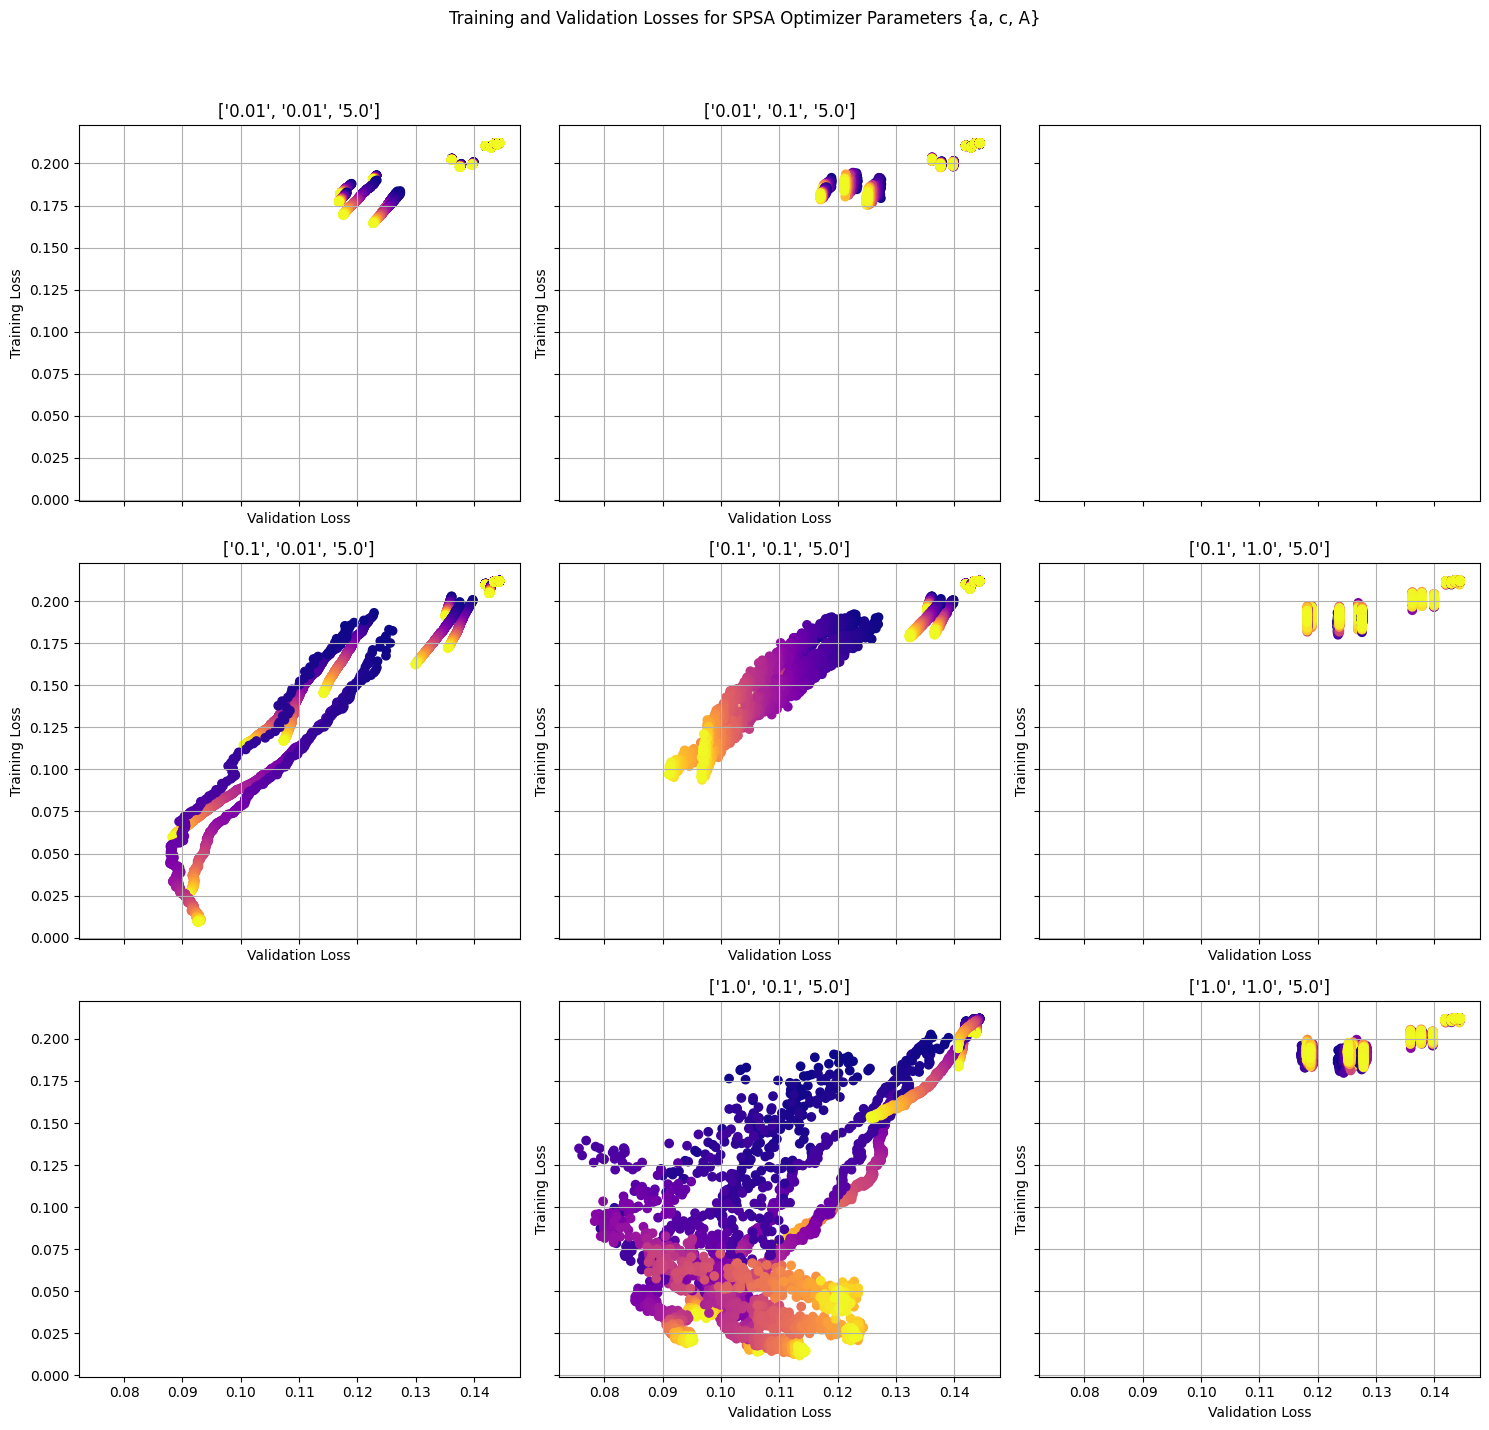 Training and Validation Losses for SPSA Optimizer Parameters {a, c, A}
['0.01', '0.01', '5.0']
['0.01', '0.1', '5.0']
0.200
0.175
0.150
0.125
0.100
0.075
0.050
0.025
0.000
Training Loss
Training Loss
Validation Loss
Validation Loss
['0.1', '0.01', '5.0']
['0.1', '0.1', '5.0']
['0.1', '1.0', '5.0']
0.200
0.175
0.150
0.125
0.100
0.075
0.050
0.025
0.000
Training Loss
Training Loss
Training Loss
Validation Loss
Validation Loss
Validation Loss
['1.0', '0.1', '5.0']
['1.0', '1.0', '5.0']
0.200
0.175
0.150
0.125
0.100
0.075
0.050
0.025
0.000
Training Loss
Training Loss
0.08 0.09 0.10 0.11 0.12 0.13 0.14
0.08 0.09 0.10 0.11 0.12 0.13 0.14
0.08 0.09 0.10 0.11 0.12 0.13 0.14
Validation Loss
Validation Loss